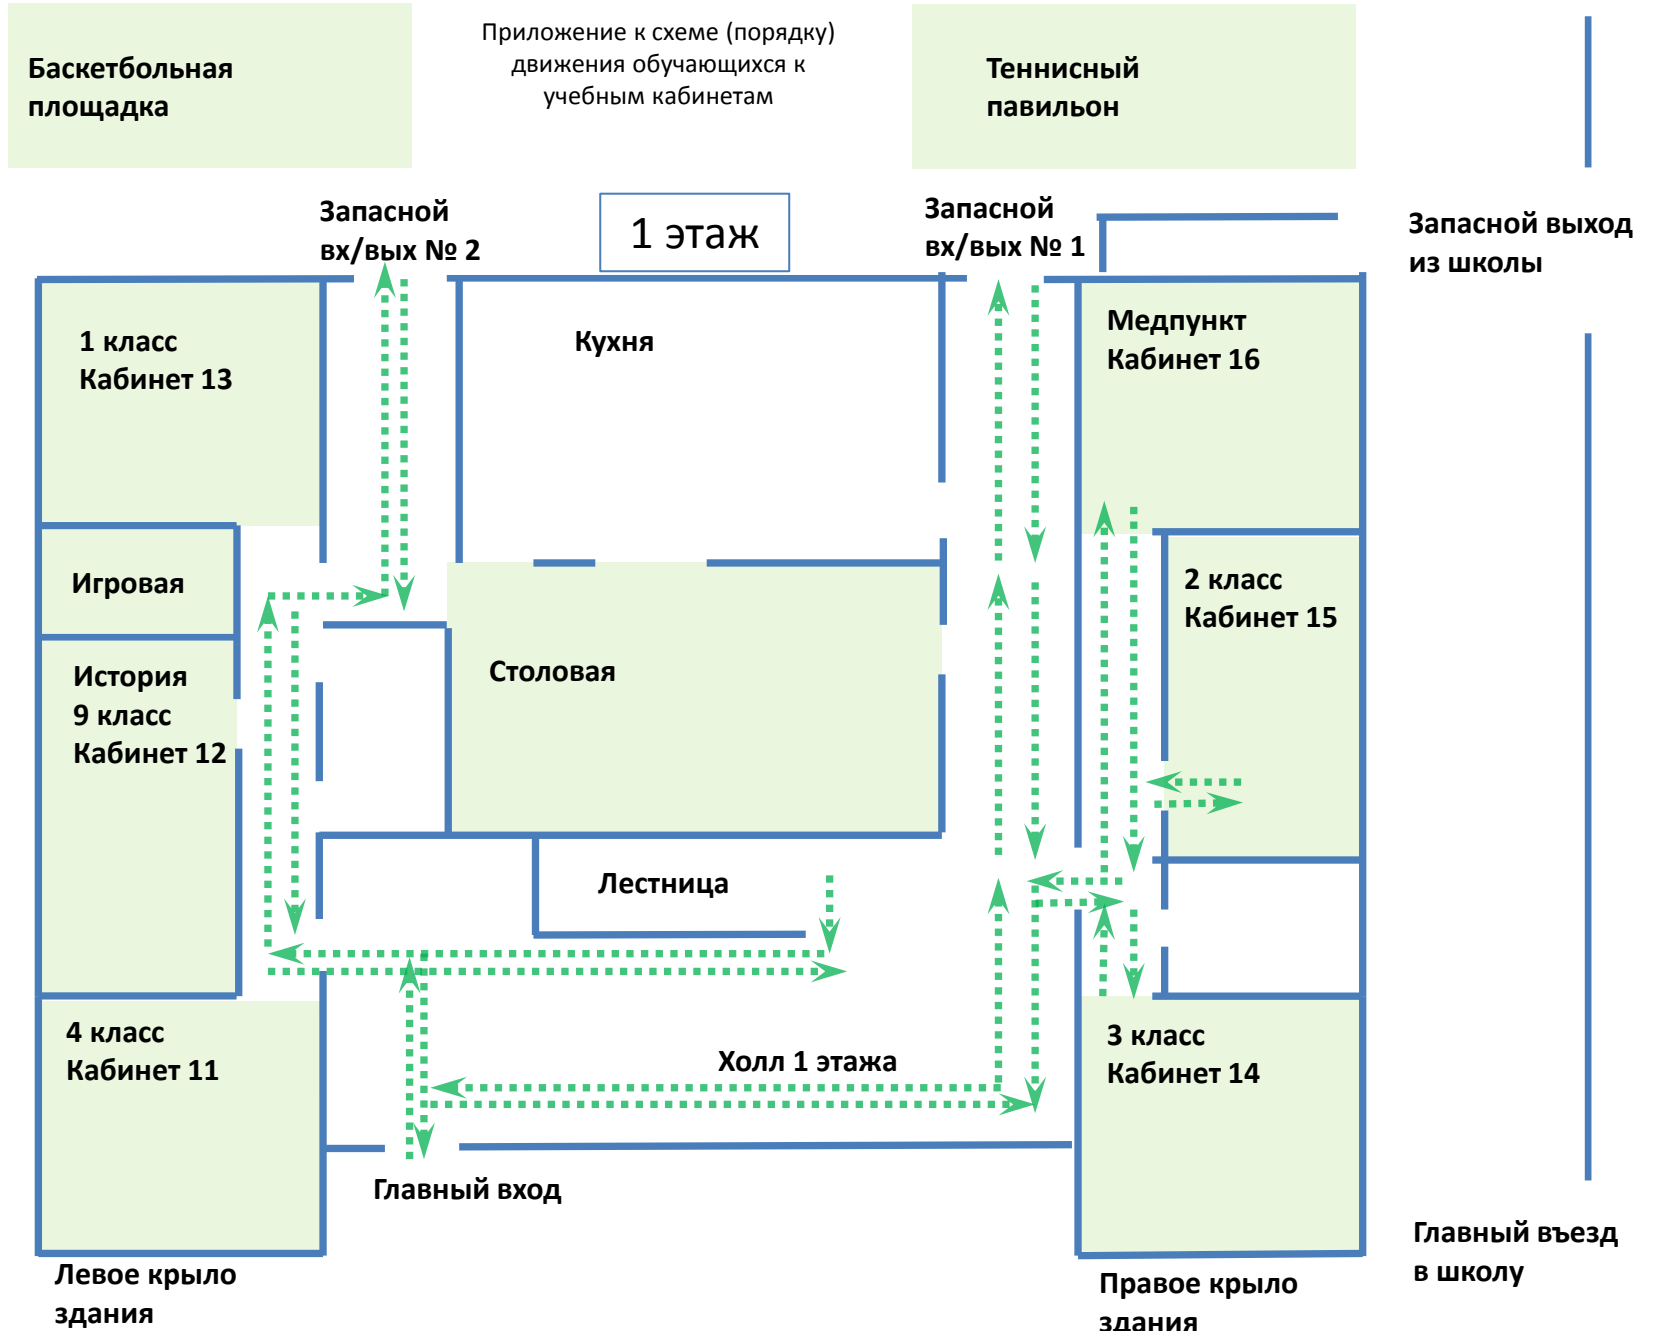 Баскетбольная
площадка
Приложение к схеме (порядку)
движения обучающихся к
учебным кабинетам
Теннисный
павильон
Запасной
вх/вых № 2
1 этаж
Запасной
вх/вых № 1
Запасной выход
из школы
1 класс
Кабинет 13
Кухня
Медпункт
Кабинет 16
Игровая
2 класс
Кабинет 15
История
9 класс
Кабинет 12
Столовая
Лестница
4 класс
Кабинет 11
Холл 1 этажа
3 класс
Кабинет 14
Главный вход
Главный въезд
в школу
Левое крыло
здания
Правое крыло
здания